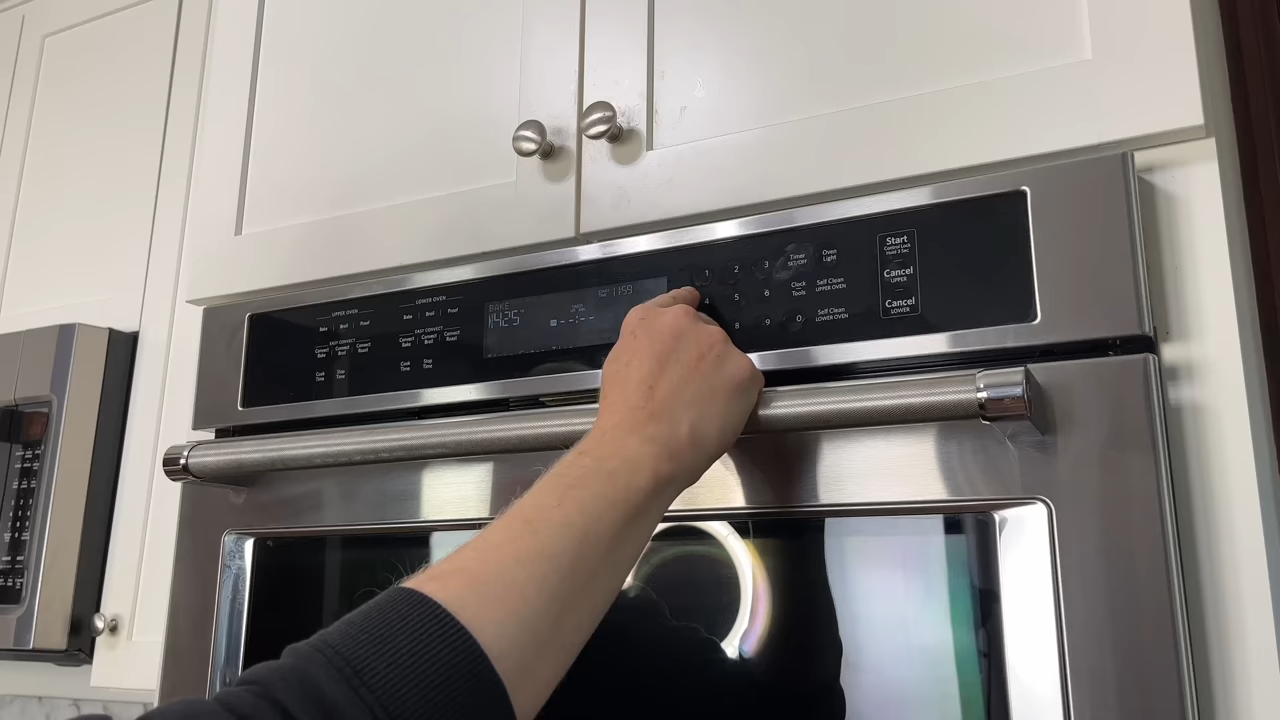 UPPER OVEN
Bake Broil Proof
EASY CONVECT
Convect Bake Convect Broil Convect Roast
Cook Time Stop Time
LOWER OVEN
Bake Broil Proof
EASY CONVECT
Convect Bake Convect Broil Convect Roast
Cook Time Stop Time
BAKE
425
11:59
--:--
1 2 3
4 5 6
8 9 0
Timer
SET/OFF
Oven
Light
Clock
Tools
Self Clean
UPPER OVEN
Self Clean
LOWER OVEN
Start
Control Lock
Hold 3 Sec
Cancel
UPPER
Cancel
LOWER